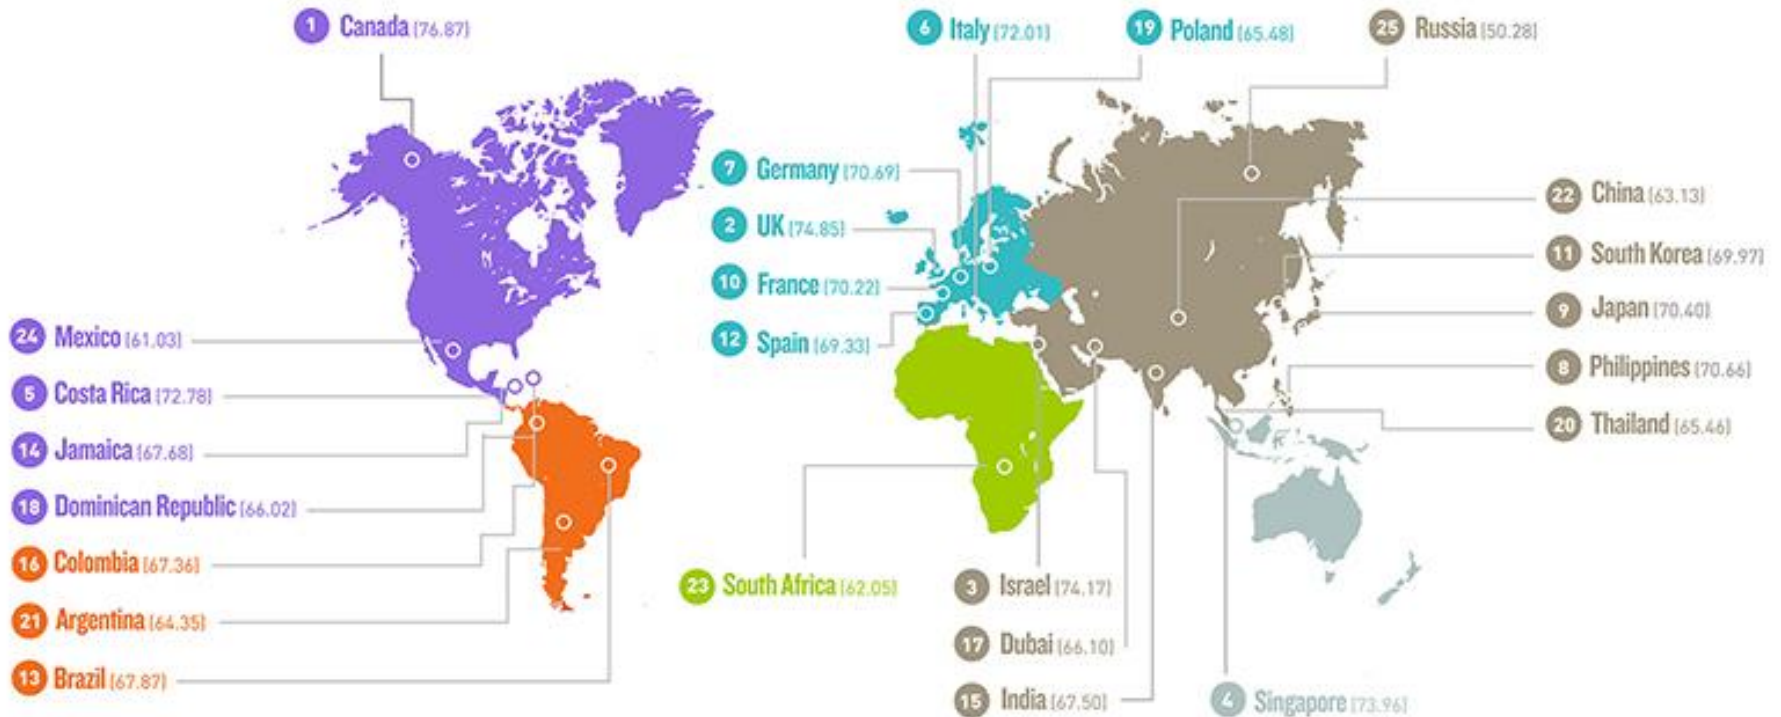 1 Canada (76.87)
6 Italy (72.01)
19 Poland (65.48)
25 Russia (50.28)
7 Germany (70.69)
2 UK (74.85)
10 France (70.22)
12 Spain (69.33)
22 China (63.13)
11 South Korea (69.97)
9 Japan (70.40)
8 Philippines (70.66)
20 Thailand (65.46)
24 Mexico (61.03)
5 Costa Rica (72.78)
14 Jamaica (67.68)
18 Dominican Republic (66.02)
16 Colombia (67.36)
21 Argentina (64.35)
13 Brazil (67.87)
23 South Africa (62.05)
3 Israel (74.17)
17 Dubai (66.10)
15 India (67.50)
4 Singapore (73.96)